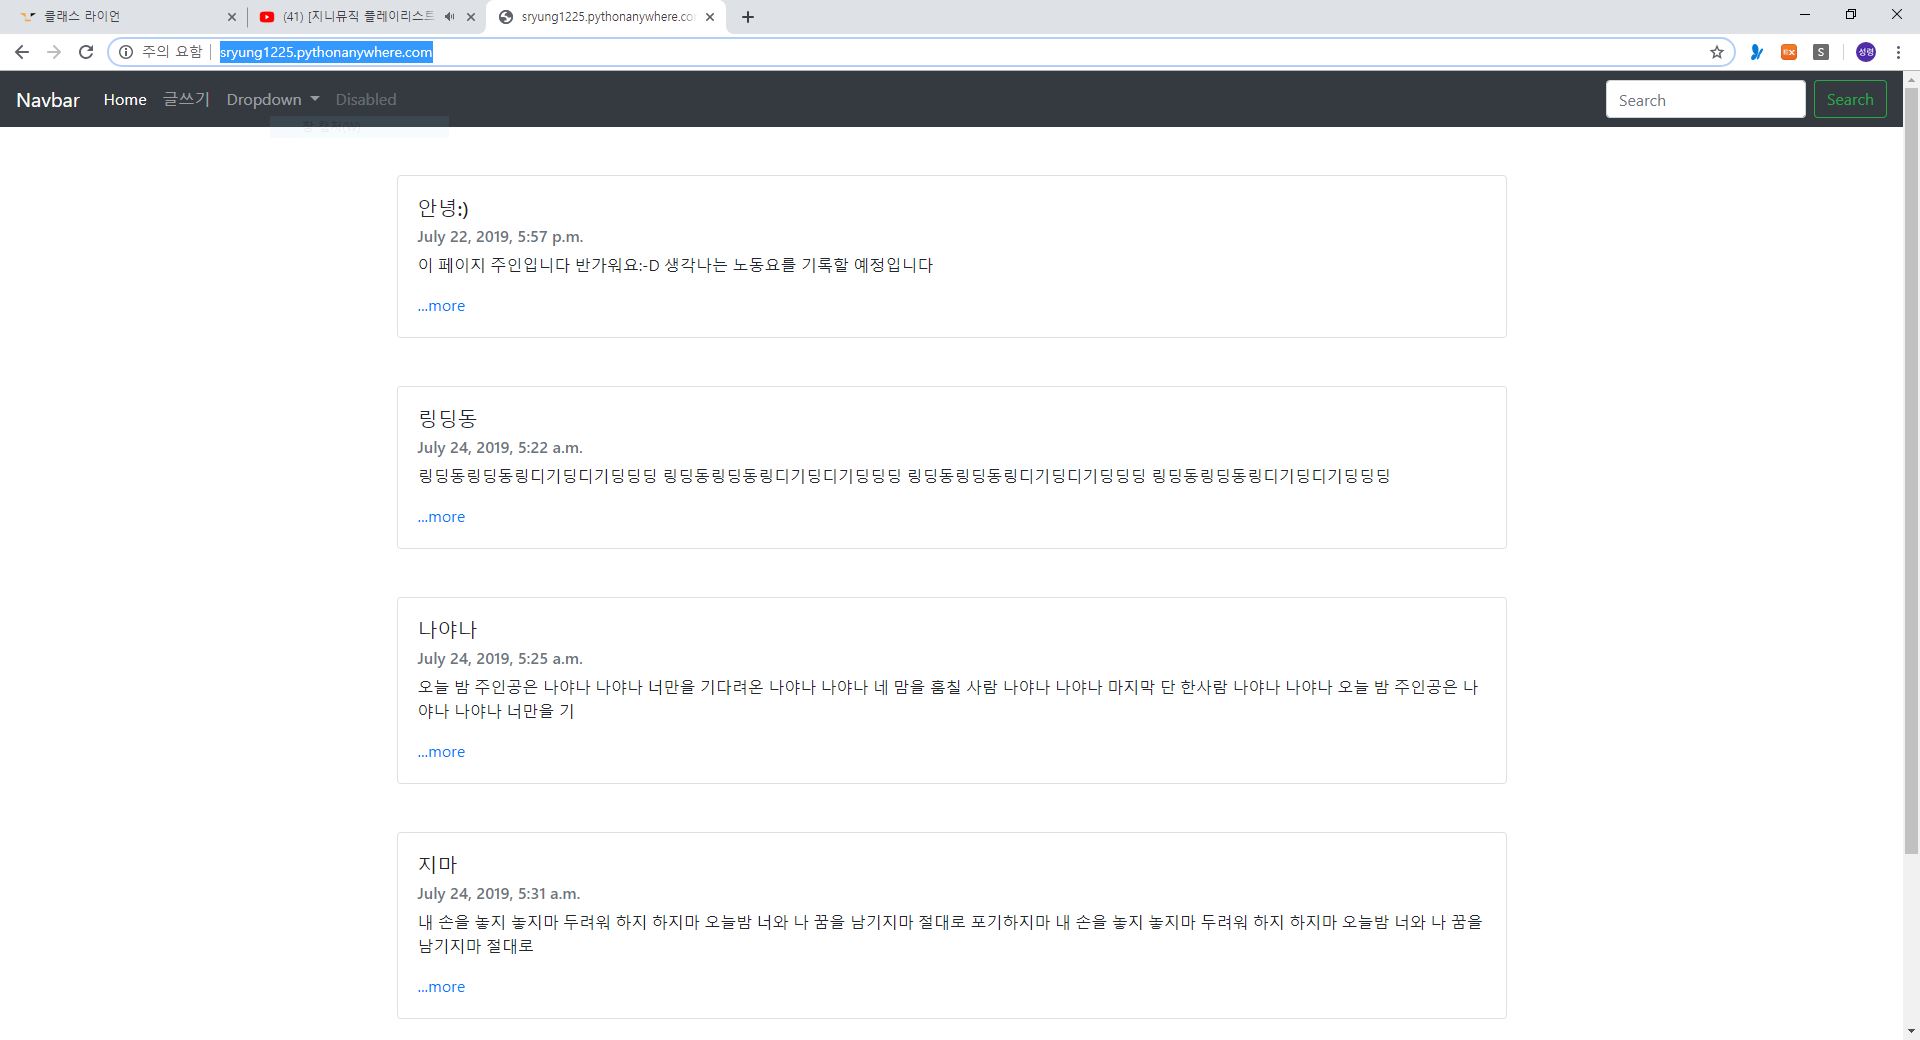 클래스 라이언
(41) [지니뮤직 플레이리스트
sryung1225.pythonanywhere.co
주의 요함
sryung1225.pythonanywhere.com
성령
S
Navbar Home 글쓰기 Dropdown Disabled Search Search
창 캡처(W)
안녕:)
July 22, 2019, 5:57 p.m.
이 페이지 주인입니다 반가워요:-D 생각나는 노동요를 기록할 예정입니다
...more
링딩동
July 24, 2019, 5:22 a.m.
링딩동링딩동링디기딩디기딩딩딩 링딩동링딩동링디기딩디기딩딩딩 링딩동링딩동링디기딩디기딩딩딩 링딩동링딩동링디기딩디기딩딩딩
...more
나야나
July 24, 2019, 5:25 a.m.
오늘 밤 주인공은 나야나 나야나 너만을 기다려온 나야나 나야나 네 맘을 훔칠 사람 나야나 나야나 마지막 단 한사람 나야나 나야나 오늘 밤 주인공은 나
야나 나야나 너만을 기
...more
지마
July 24, 2019, 5:31 a.m.
내 손을 놓지 놓지마 두려워 하지 하지마 오늘밤 너와 나 꿈을 남기지마 절대로 포기하지마 내 손을 놓지 놓지마 두려워 하지 하지마 오늘밤 너와 나 꿈을
남기지마 절대로
...more